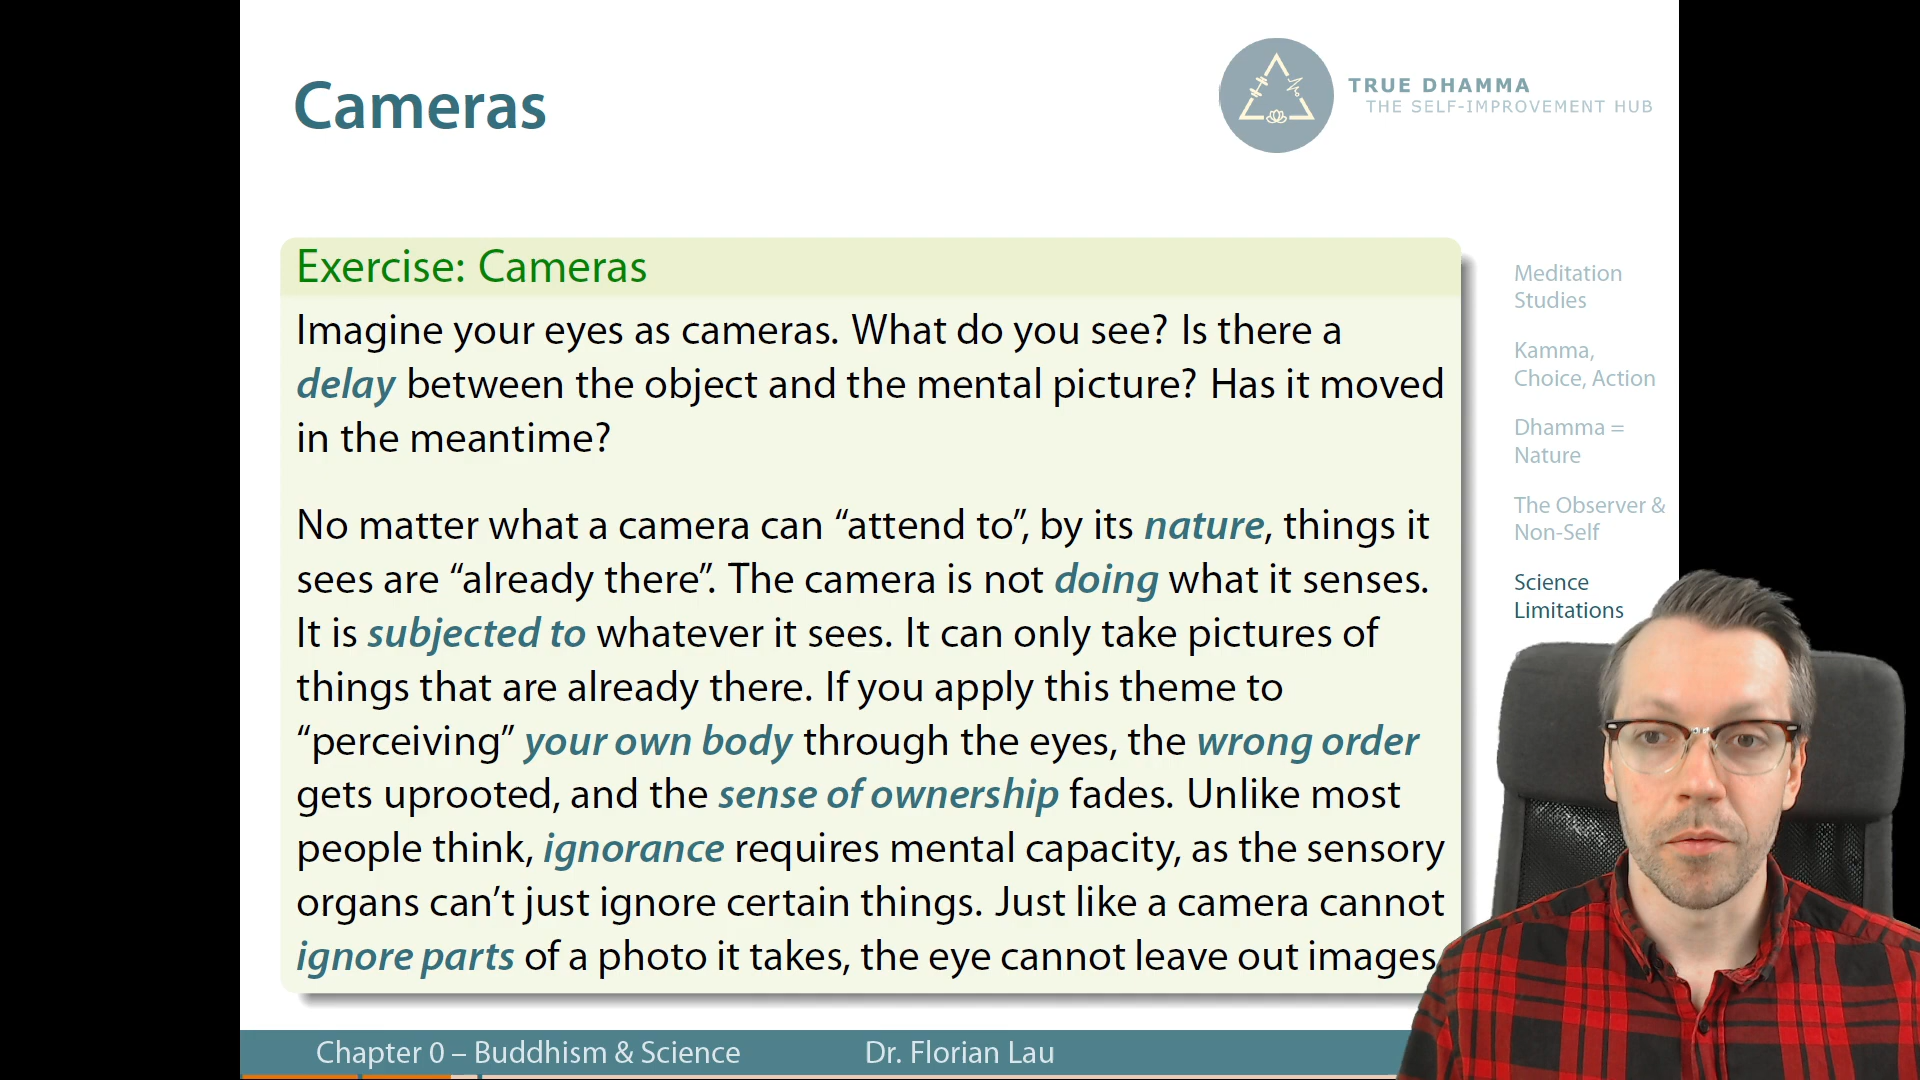 Cameras
TRUE DHAMMA
THE SELF-IMPROVEMENT HUB
Exercise: Cameras
Imagine your eyes as cameras. What do you see? Is there a
delay between the object and the mental picture? Has it moved
in the meantime?
No matter what a camera can “attend to”, by its nature, things it
sees are “already there”. The camera is not doing what it senses.
It is subjected to whatever it sees. It can only take pictures of
things that are already there. If you apply this theme to
“perceiving” your own body through the eyes, the wrong order
gets uprooted, and the sense of ownership fades. Unlike most
people think, ignorance requires mental capacity, as the sensory
organs can’t just ignore certain things. Just like a camera cannot
ignore parts of a photo it takes, the eye cannot leave out images.
Meditation
Studies
Kamma,
Choice, Action
Dhamma =
Nature
The Observer &
Non-Self
Science
Limitations
Chapter 0 – Buddhism & Science
Dr. Florian Lau